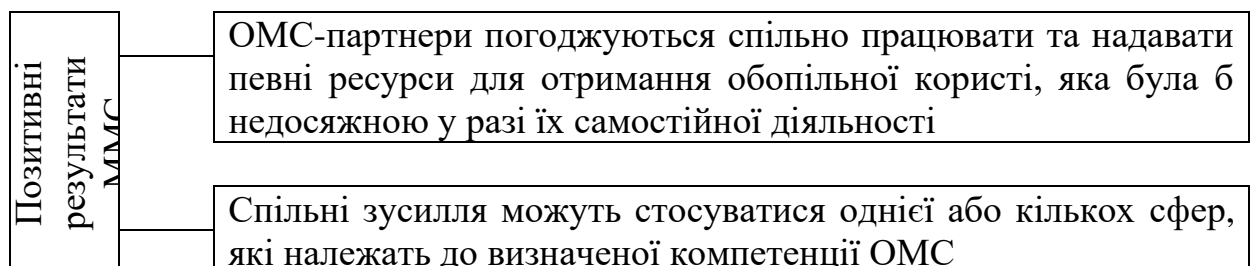 Позитивні
результати
ММС
ОМС-партнери погоджуються спільно працювати та надавати
певні ресурси для отримання обопільної користі, яка була б
недосяжною у разі їх самостійної діяльності
Спільні зусилля можуть стосуватися однієї або кількох сфер,
які належать до визначеної компетенції ОМС